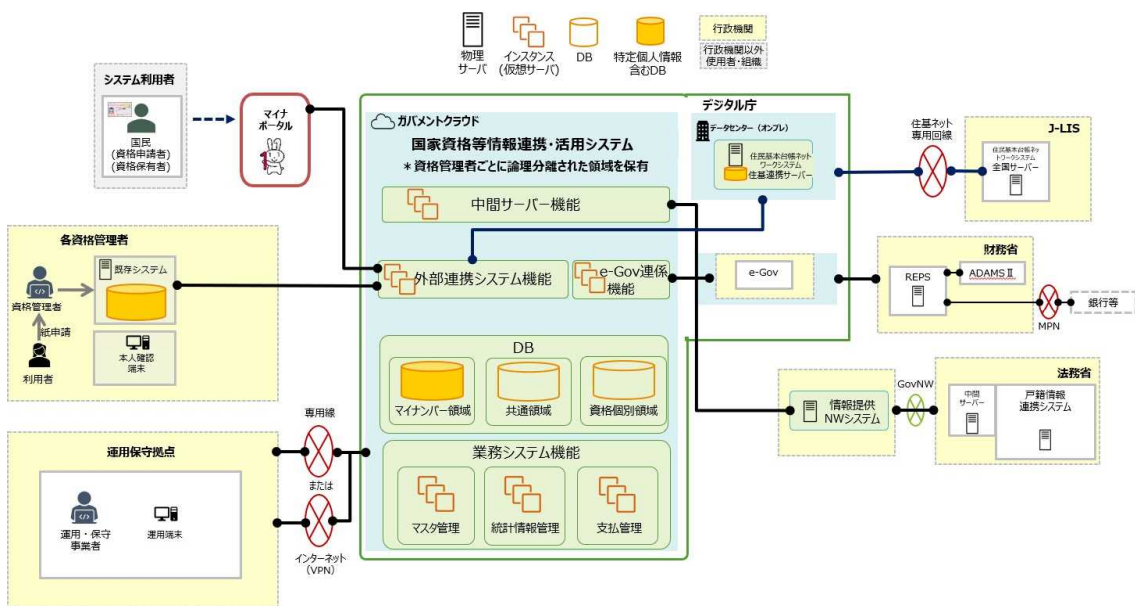 物理
サーバ
インスタンス
(仮想サーバ)
DB
特定個人情報
含むDB
行政機関
行政機関以外
使用者・組織
システム利用者
国民
(資格申請者)
(資格保有者)
マイナ
ポータル
ガバメントクラウド
国家資格等情報連携・活用システム
*資格管理者ごとに論理分離された領域を保有
中間サーバー機能
外部連携システム機能
e-Gov連係
機能
DB
マイナンバー領域
共通領域
資格個別領域
業務システム機能
マスタ管理
統計情報管理
支払管理
デジタル庁
データセンター(オンプレ)
住民基本台帳ネット
ワークシステム
住基連携サーバー
e-Gov
住基ネット
専用回線
J-LIS
住民基本台帳ネッ
トワークシステム
全国サーバー
財務省
REPS
ADAMSⅡ
MPN
銀行等
情報提供
NWシステム
GovNW
法務省
中間
サーバー
戸籍情報
連携システム
各資格管理者
資格管理者
紙申請
利用者
既存システム
本人確認
端末
運用保守拠点
運用・保守
事業者
運用端末
専用線
または
インターネット
(VPN)